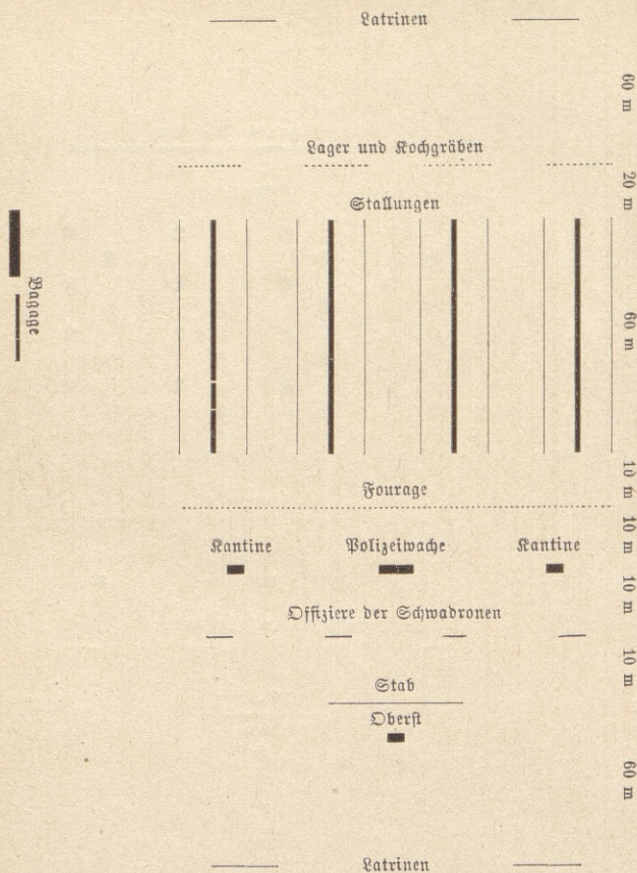 Latrinen
60 m
Lager und Kochgräben
20 m
Stallungen
Bagage
60 m
Fourage
10 m
Kantine Polizeiwache Kantine
10 m
Offiziere der Schwadronen
10 m
Stab
10 m
Oberst
60 m
Latrinen